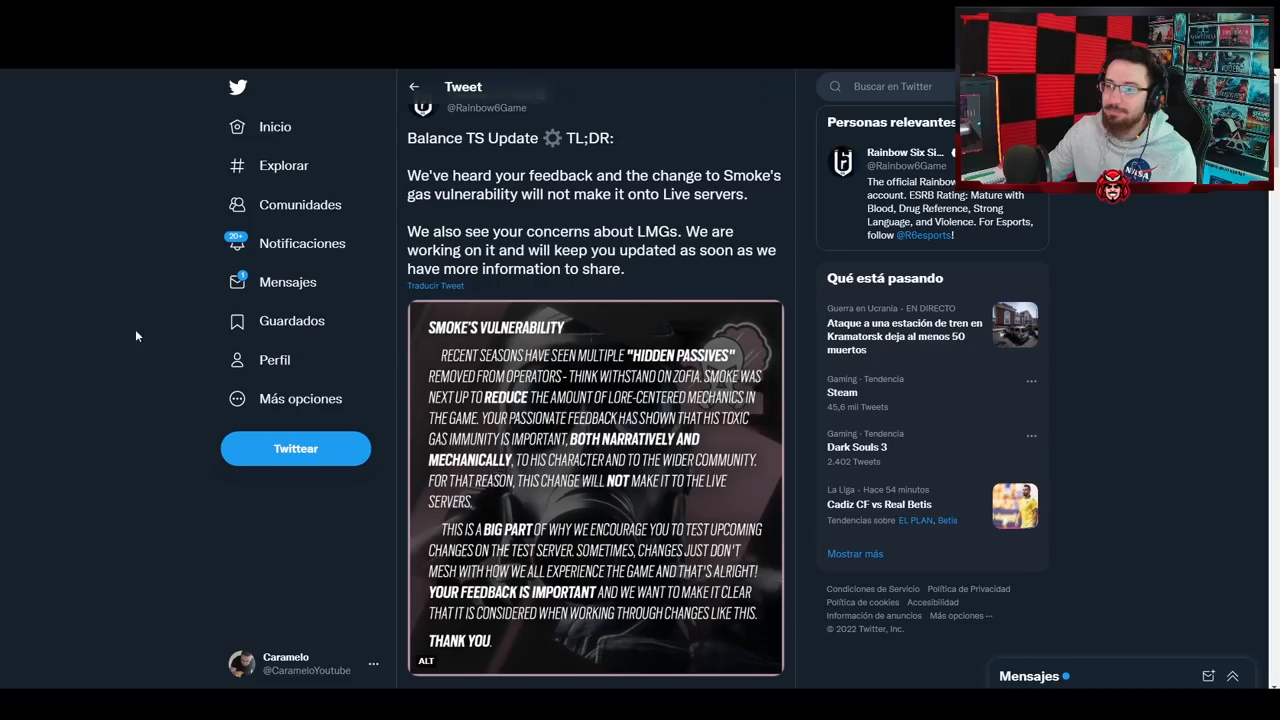 Tweet
@Rainbow6Game
Balance TS Update TL;DR:
We've heard your feedback and the change to Smoke's
gas vulnerability will not make it onto Live servers.
We also see your concerns about LMGs. We are
working on it and will keep you updated as soon as we
have more information to share.
Traducir Tweet
SMOKE'S VULNERABILITY
RECENT SEASONS HAVE SEEN MULTIPLE "HIDDEN PASSIVES"
REMOVED FROM OPERATORS - THINK WITHSTAND ON ZOFIA. SMOKE WAS
NEXT UP TO REDUCE THE AMOUNT OF LORE-CENTERED MECHANICS IN
THE GAME. YOUR PASSIONATE FEEDBACK HAS SHOWN THAT HIS TOXIC
GAS IMMUNITY IS IMPORTANT, BOTH NARRATIVELY AND
MECHANICALLY, TO HIS CHARACTER AND TO THE WIDER COMMUNITY.
FOR THAT REASON, THIS CHANGE WILL NOT MAKE IT TO THE LIVE
SERVERS.
THIS IS A BIG PART OF WHY WE ENCOURAGE YOU TO TEST UPCOMING
CHANGES ON THE TEST SERVER. SOMETIMES, CHANGES JUST DON'T
MESH WITH HOW WE ALL EXPERIENCE THE GAME AND THAT'S ALRIGHT!
YOUR FEEDBACK IS IMPORTANT AND WE WANT TO MAKE IT CLEAR
THAT IT IS CONSIDERED WHEN WORKING THROUGH CHANGES LIKE THIS.
THANK YOU.
ALT
Inicio
Explorar
Comunidades
20+
Notificaciones
1
Mensajes
Guardados
Perfil
Más opciones
Twittear
Caramelo
@CarameloYoutube
Buscar en Twitter
Personas relevantes
Rainbow Six Si...
@Rainbow6Game
The official Rainbow
account. ESRB Rating: Mature with
Blood, Drug Reference, Strong
Language, and Violence. For Esports,
follow @R6esports!
Qué está pasando
Guerra en Ucrania · EN DIRECTO
Ataque a una estación de tren en
Kramatorsk deja al menos 50
muertos
Gaming · Tendencia
Steam
45,6 mil Tweets
Gaming · Tendencia
Dark Souls 3
2.402 Tweets
La Liga · Hace 54 minutos
Cadiz CF vs Real Betis
Tendencias sobre EL PLAN, Betis
Mostrar más
Condiciones de Servicio Política de Privacidad
Política de cookies Accesibilidad
Información de anuncios Más opciones ···
© 2022 Twitter, Inc.
Mensajes
NASA